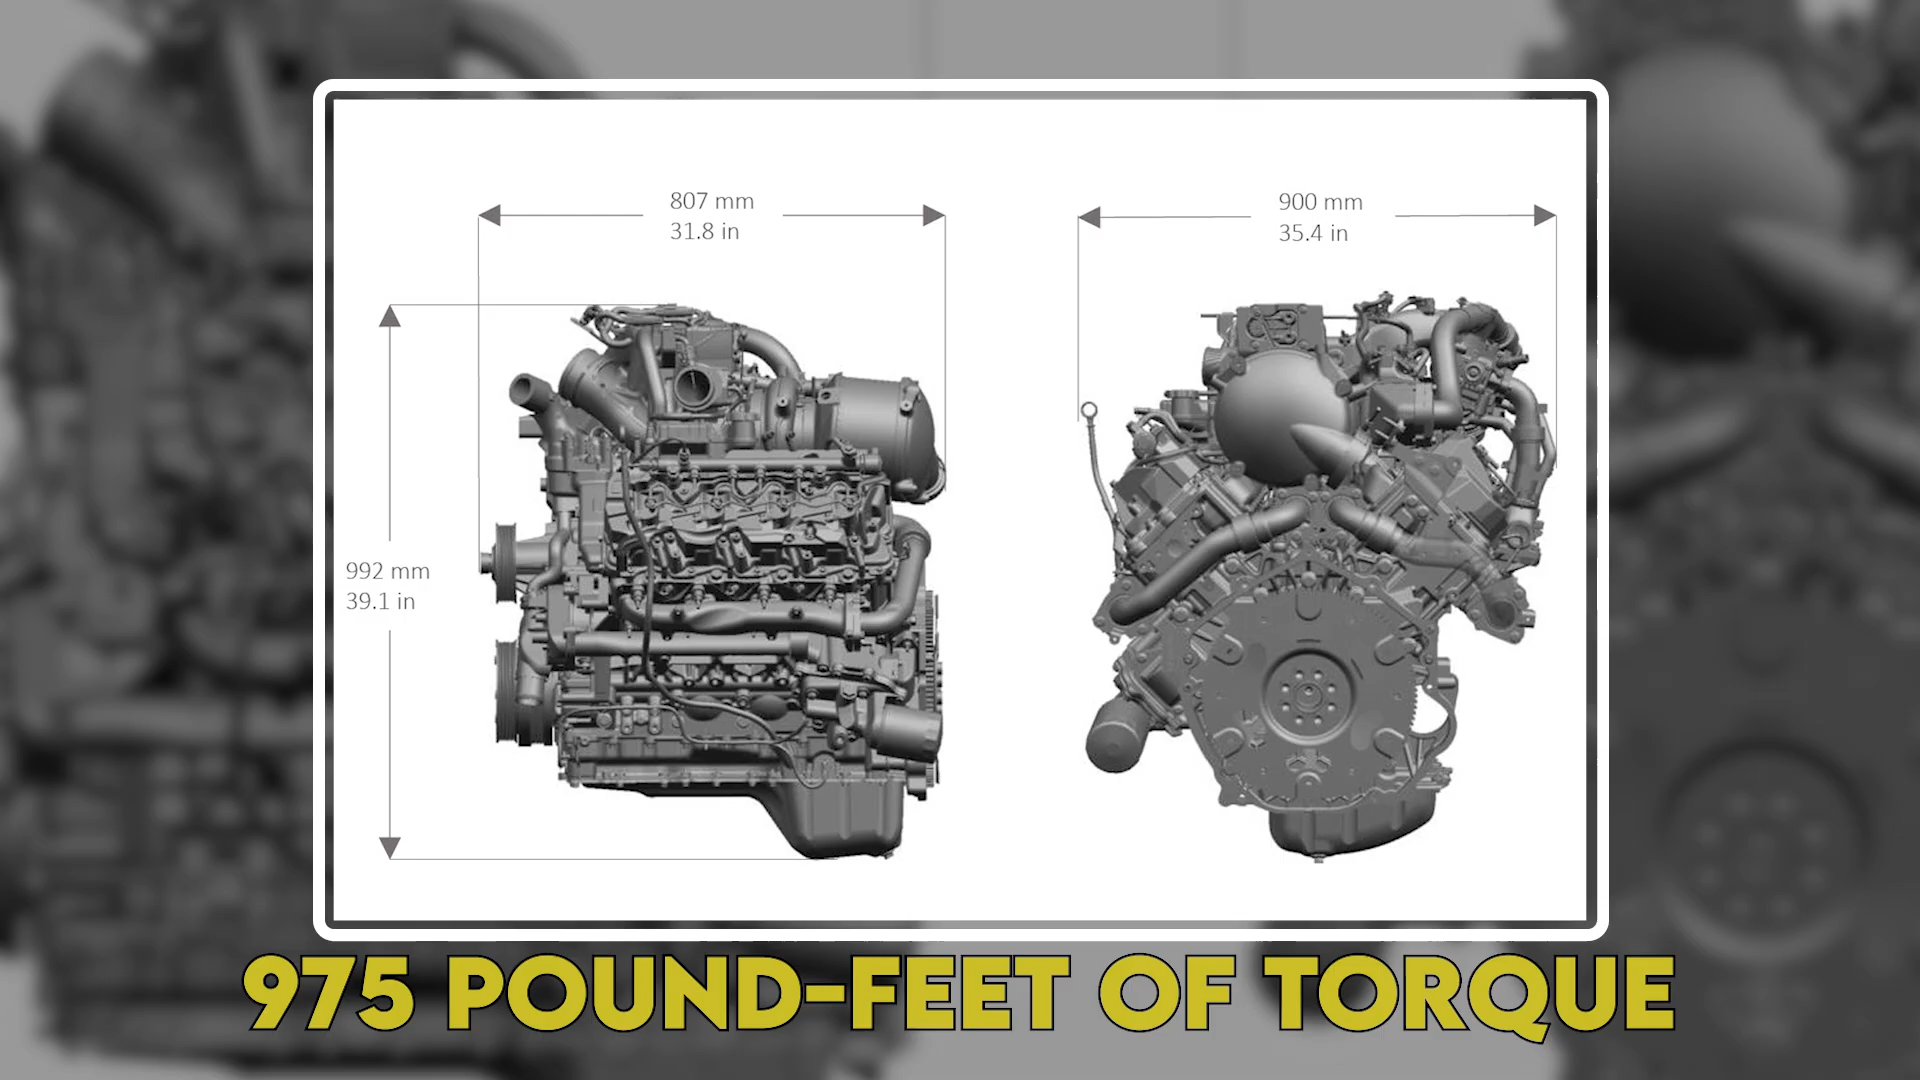 807 mm
31.8 in
900 mm
35.4 in
992 mm
39.1 in
975 POUND-FEET OF TORQUE